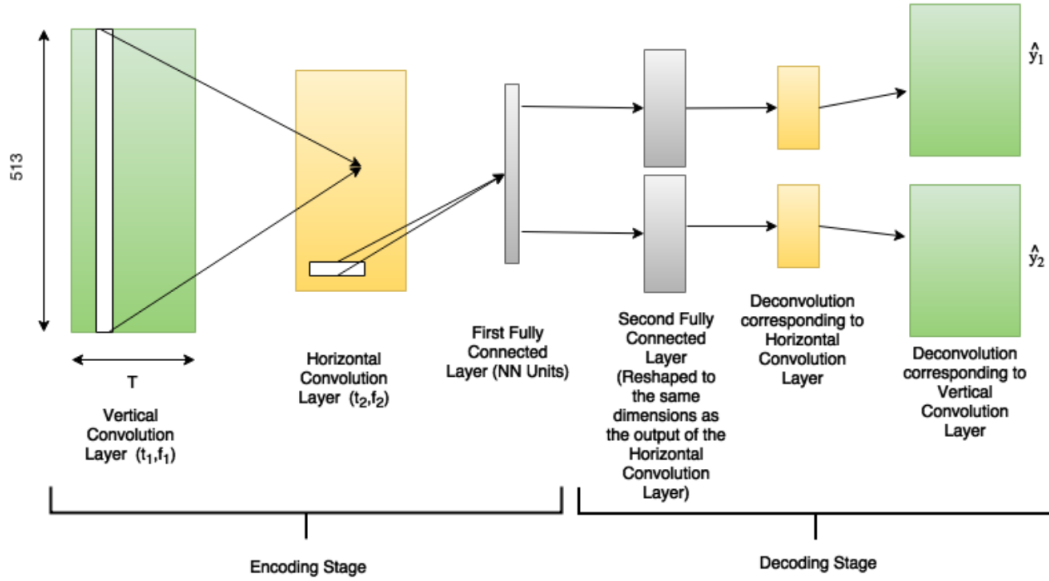 513
T
Vertical
Convolution
Layer (t₁,f₁)
Horizontal
Convolution
Layer (t₂,f₂)
First Fully
Connected
Layer (NN Units)
Second Fully
Connected
Layer
(Reshaped to
the same
dimensions as
the output of the
Horizontal
Convolution
Layer)
Deconvolution
corresponding to
Horizontal
Convolution
Layer
ŷ₁
ŷ₂
Deconvolution
corresponding to
Vertical
Convolution
Layer
Encoding Stage
Decoding Stage